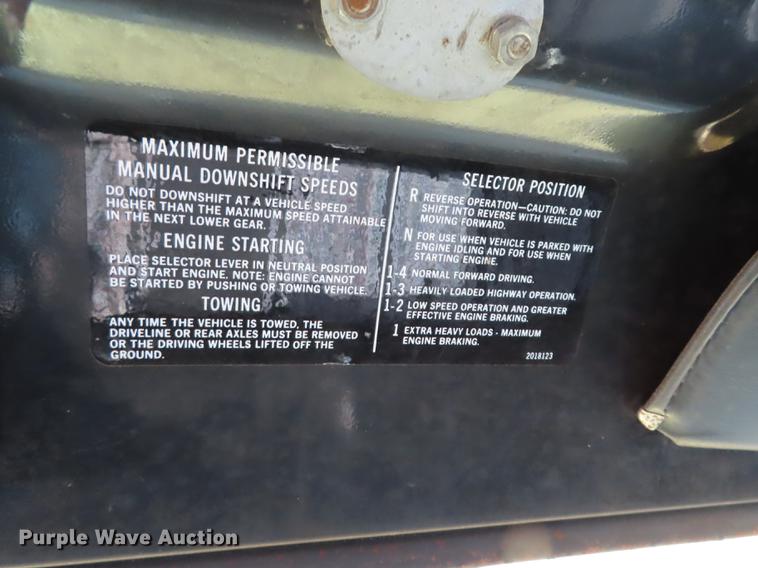 MAXIMUM PERMISSIBLE
MANUAL DOWNSHIFT SPEEDS
DO NOT DOWNSHIFT AT A VEHICLE SPEED
HIGHER THAN THE MAXIMUM SPEED ATTAINABLE
IN THE NEXT LOWER GEAR.
ENGINE STARTING
PLACE SELECTOR LEVER IN NEUTRAL POSITION
AND START ENGINE. NOTE: ENGINE CANNOT
BE STARTED BY PUSHING OR TOWING VEHICLE.
TOWING
ANY TIME THE VEHICLE IS TOWED, THE
DRIVELINE OR REAR AXLES MUST BE REMOVED
OR THE DRIVING WHEELS LIFTED OFF THE
GROUND.
SELECTOR POSITION
R REVERSE OPERATION—CAUTION: DO NOT
SHIFT INTO REVERSE WITH VEHICLE
MOVING FORWARD.
N FOR USE WHEN VEHICLE IS PARKED WITH
ENGINE IDLING AND FOR USE WHEN
STARTING ENGINE.
1-4 NORMAL FORWARD DRIVING.
1-3 HEAVILY LOADED HIGHWAY OPERATION.
1-2 LOW SPEED OPERATION AND GREATER
EFFECTIVE ENGINE BRAKING.
1 EXTRA HEAVY LOADS - MAXIMUM
ENGINE BRAKING.
2018123
Purple Wave Auction